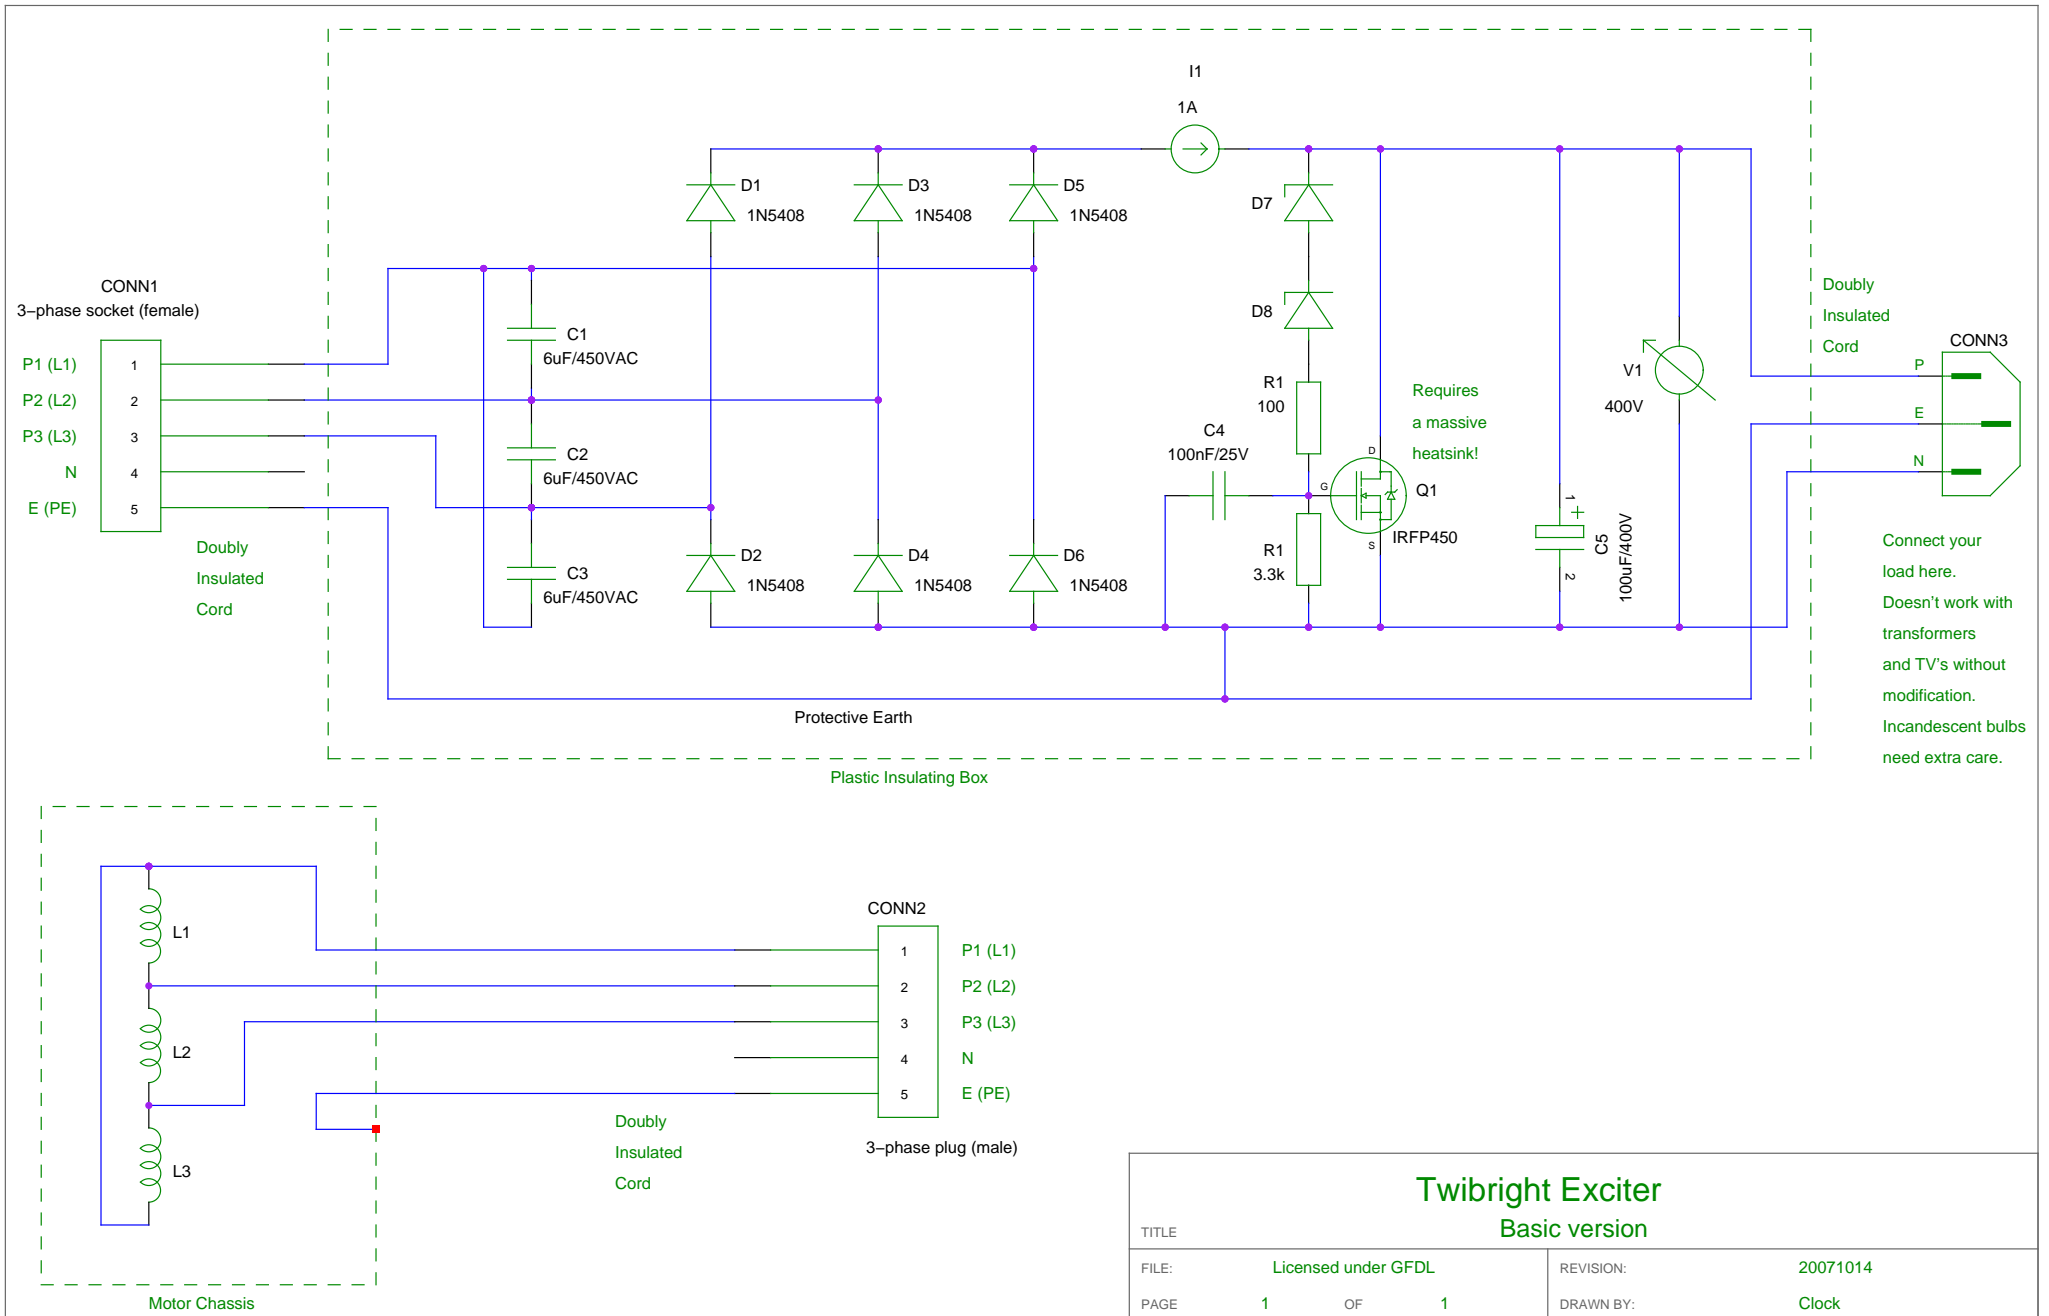 I1
1A
D1
1N5408
D3
1N5408
D5
1N5408
D7
D8
CONN1
3−phase socket (female)
P1 (L1)
1
P2 (L2)
2
P3 (L3)
3
N
4
E (PE)
5
Doubly
Insulated
Cord
C1
6uF/450VAC
C2
6uF/450VAC
C3
6uF/450VAC
D2
1N5408
D4
1N5408
D6
1N5408
R1
100
C4
100nF/25V
R1
3.3k
Requires
a massive
heatsink!
D
G
S
Q1
IRFP450
1
+
2
C5
100uF/400V
V1
400V
Doubly
Insulated
Cord
CONN3
P
E
N
Connect your
load here.
Doesn't work with
transformers
and TV's without
modification.
Incandescent bulbs
need extra care.
Protective Earth
Plastic Insulating Box
L1
L2
L3
Motor Chassis
CONN2
1
P1 (L1)
2
P2 (L2)
3
P3 (L3)
4
N
5
E (PE)
3−phase plug (male)
Doubly
Insulated
Cord
Twibright Exciter
TITLE
Basic version
FILE:
Licensed under GFDL
REVISION:
20071014
PAGE
1
OF
1
DRAWN BY:
Clock